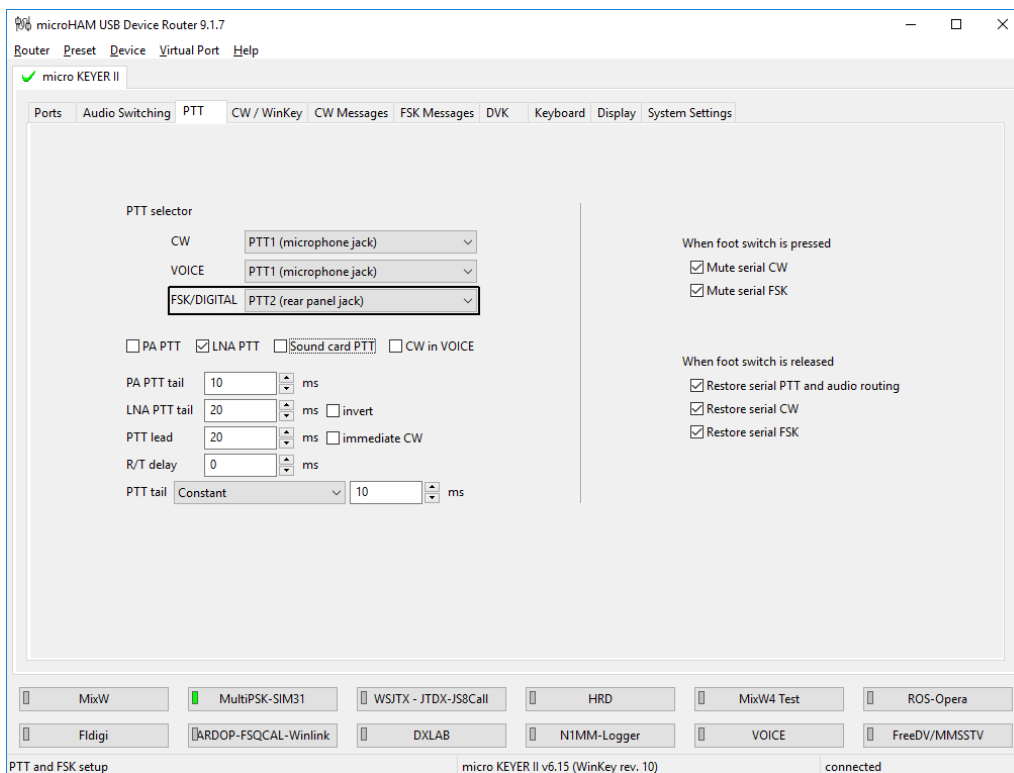 microHAM USB Device Router 9.1.7
Router Preset Device Virtual Port Help
micro KEYER II
Ports Audio Switching PTT CW / WinKey CW Messages FSK Messages DVK Keyboard Display System Settings
PTT selector
CW PTT1 (microphone jack)
VOICE PTT1 (microphone jack)
FSK/DIGITAL PTT2 (rear panel jack)
PA PTT LNA PTT Sound card PTT CW in VOICE
PA PTT tail 10 ms
LNA PTT tail 20 ms invert
PTT lead 20 ms immediate CW
R/T delay 0 ms
PTT tail Constant 10 ms
When foot switch is pressed
Mute serial CW
Mute serial FSK
When foot switch is released
Restore serial PTT and audio routing
Restore serial CW
Restore serial FSK
MixW MultiPSK-SIM31 WSJTX - JTDX-JS8Call HRD MixW4 Test ROS-Opera
Fldigi ARDOP-FSQCAL-Winlink DXLAB N1MM-Logger VOICE FreeDV/MMSSTV
PTT and FSK setup micro KEYER II v6.15 (WinKey rev. 10) connected